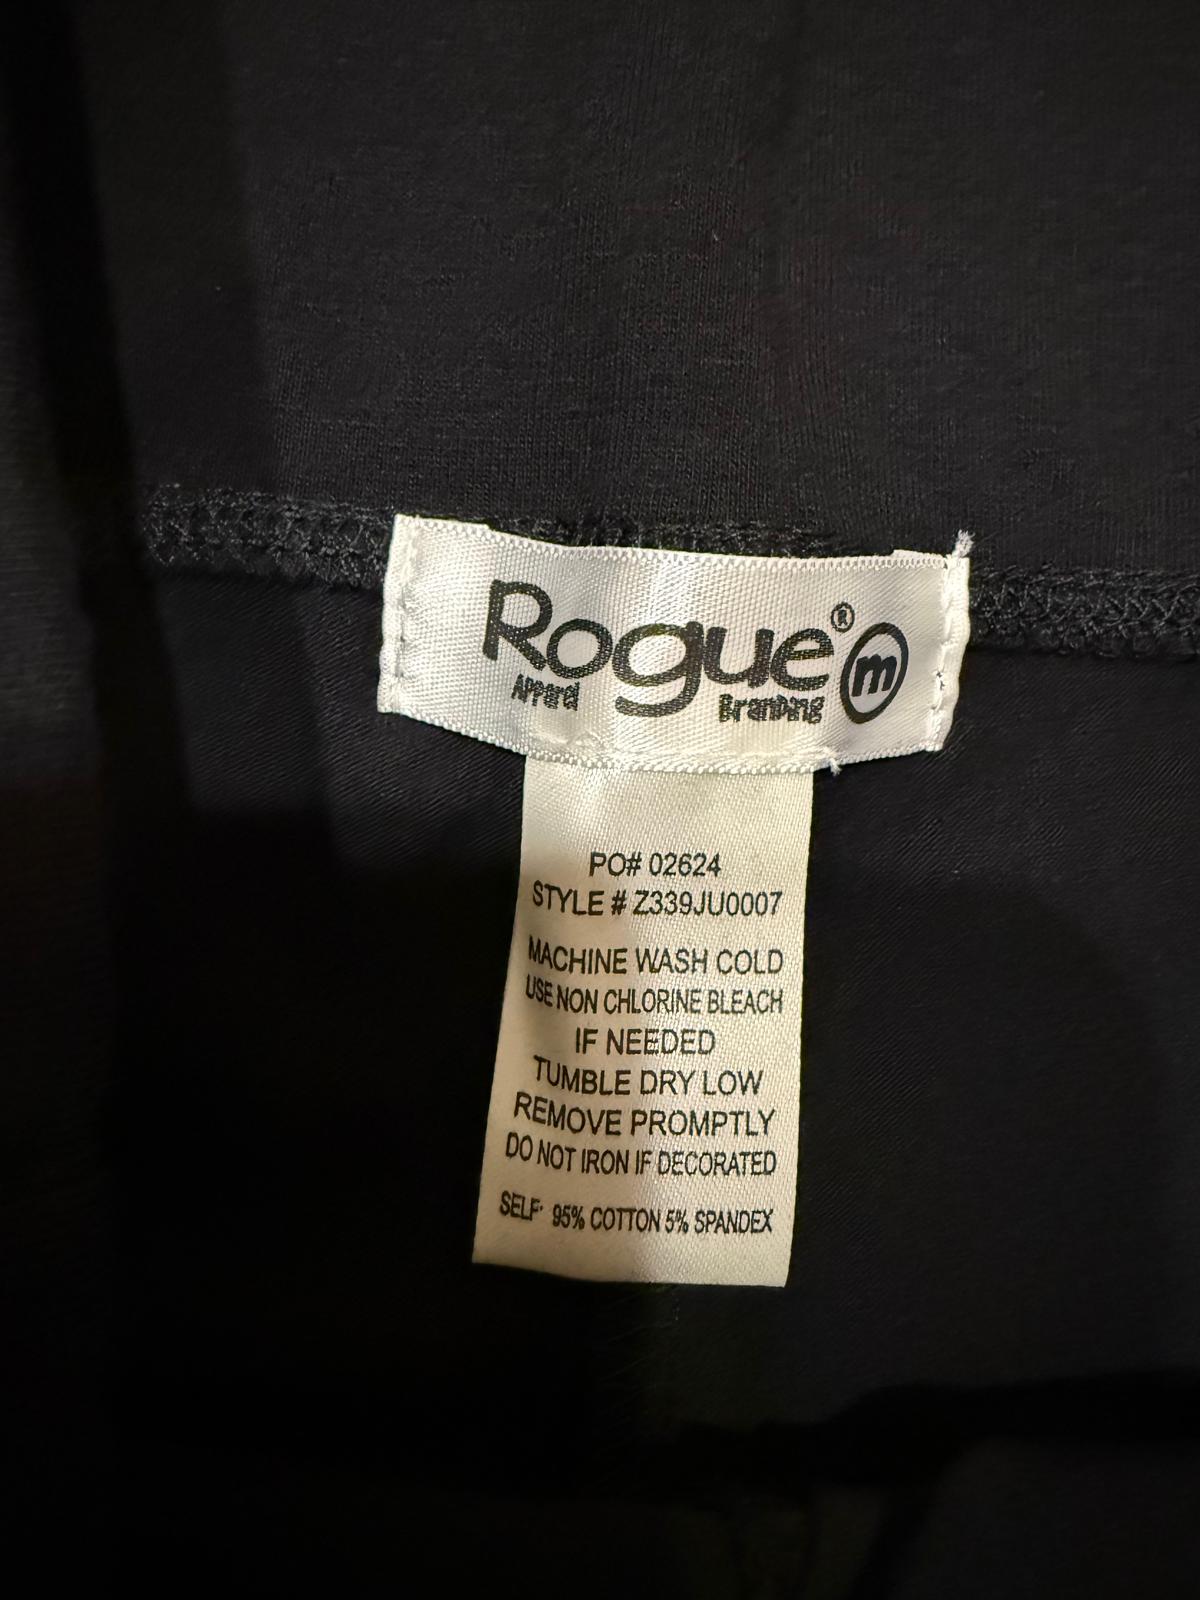 Rogue®
Apparel Branding m
PO# 02624
STYLE # Z339JU0007
MACHINE WASH COLD
USE NON CHLORINE BLEACH
IF NEEDED
TUMBLE DRY LOW
REMOVE PROMPTLY
DO NOT IRON IF DECORATED
SELF: 95% COTTON 5% SPANDEX